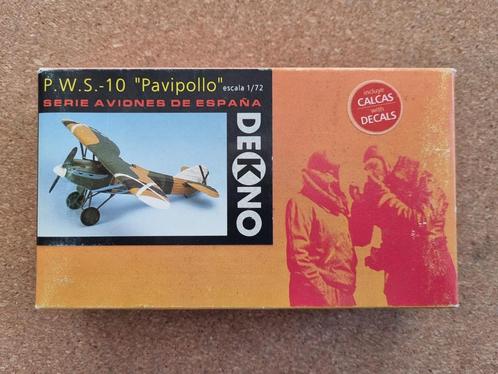 P.W.S.-10 "Pavipollo" escala 1/72
SERIE AVIONES DE ESPAÑA
DEKNO
incluye
CALCAS
with
DECALS